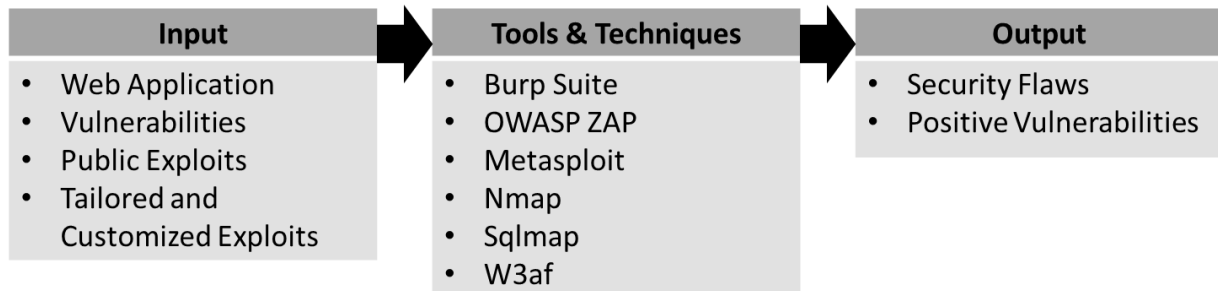 Input
• Web Application
• Vulnerabilities
• Public Exploits
• Tailored and
Customized Exploits
Tools & Techniques
• Burp Suite
• OWASP ZAP
• Metasploit
• Nmap
• Sqlmap
• W3af
Output
• Security Flaws
• Positive Vulnerabilities